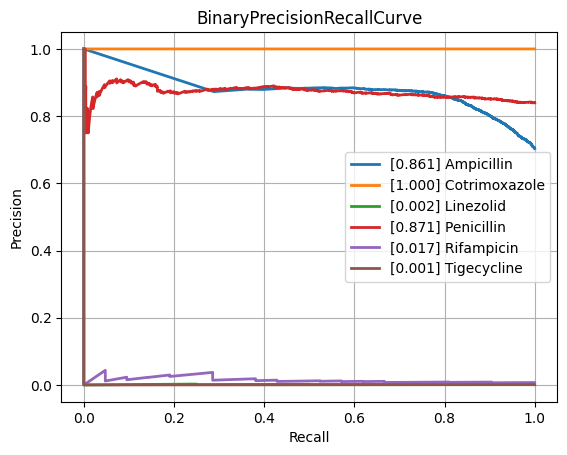 BinaryPrecisionRecallCurve
Precision
1.0
0.8
0.6
0.4
0.2
0.0
[0.861] Ampicillin
[1.000] Cotrimoxazole
[0.002] Linezolid
[0.871] Penicillin
[0.017] Rifampicin
[0.001] Tigecycline
0.0 0.2 0.4 0.6 0.8 1.0
Recall